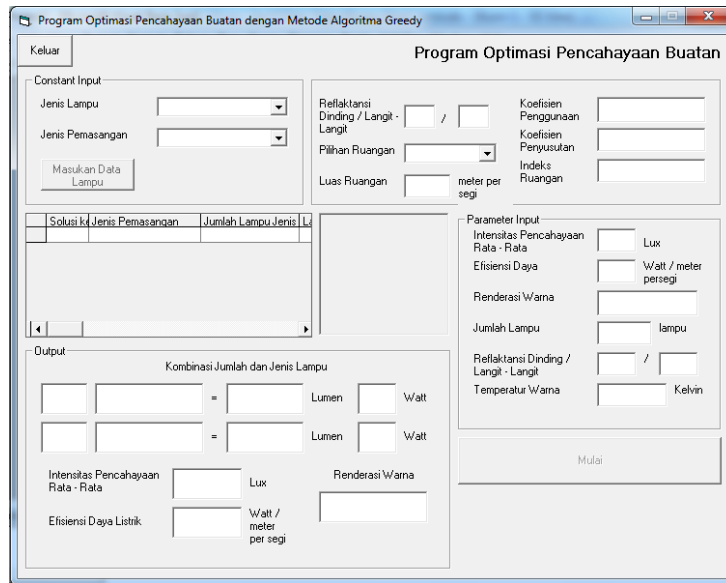 Program Optimasi Pencahayaan Buatan dengan Metode Algoritma Greedy
Keluar
Program Optimasi Pencahayaan Buatan
Constant Input
Jenis Lampu
Jenis Pemasangan
Masukan Data
Lampu
Reflaktansi
Dinding / Langit -
Langit
/
Pilihan Ruangan
Luas Ruangan
meter per
segi
Koefisien
Penggunaan
Koefisien
Penyusutan
Indeks
Ruangan
Solusi ke Jenis Pemasangan Jumlah Lampu Jenis La
Parameter Input
Intensitas Pencahayaan
Rata - Rata
Lux
Efisiensi Daya
Watt / meter
persegi
Renderasi Warna
Jumlah Lampu
lampu
Reflaktansi Dinding /
Langit - Langit
/
Temperatur Warna
Kelvin
Mulai
Output
Kombinasi Jumlah dan Jenis Lampu
= Lumen Watt
= Lumen Watt
Intensitas Pencahayaan
Rata - Rata
Lux
Renderasi Warna
Efisiensi Daya Listrik
Watt /
meter
per segi